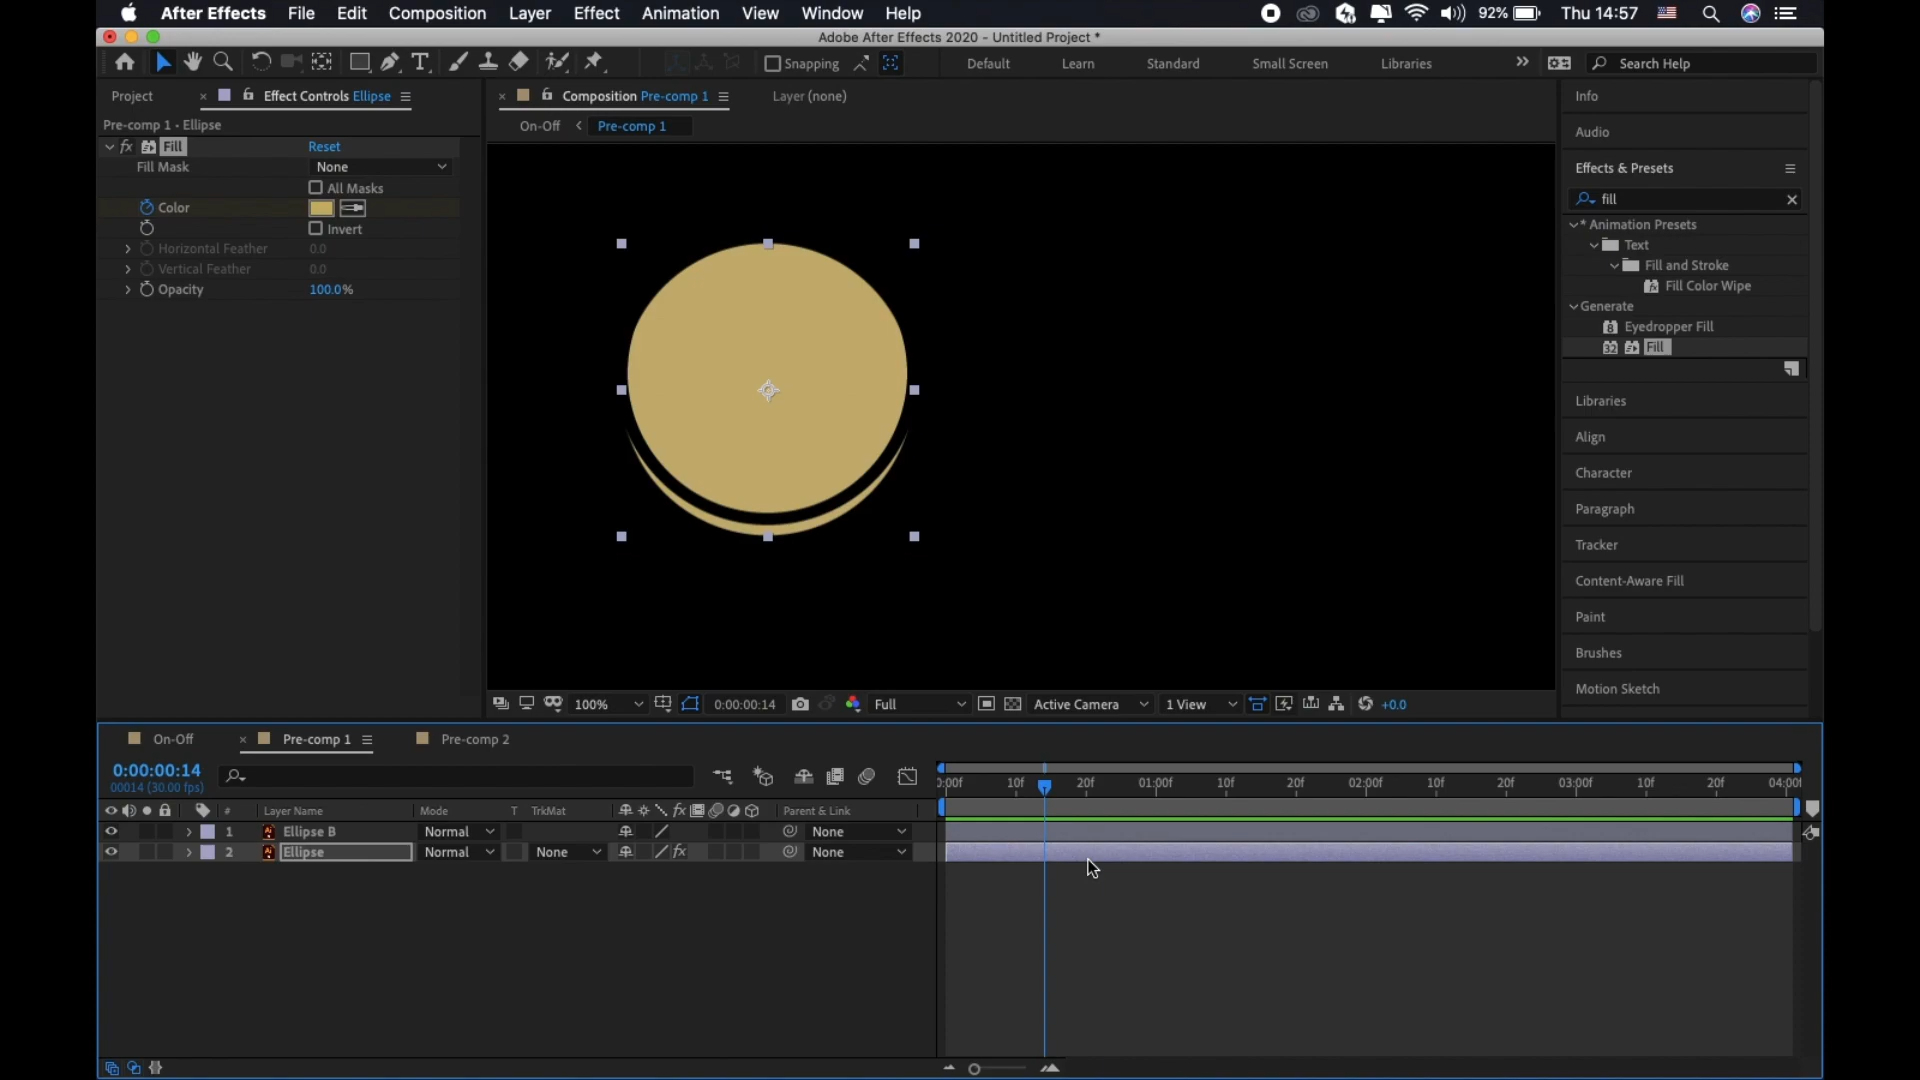 After Effects File Edit Composition Layer Effect Animation View Window Help 92% Thu 14:57
Adobe After Effects 2020 - Untitled Project *
Snapping Default Learn Standard Small Screen Libraries Search Help
Project Effect Controls Ellipse Composition Pre-comp 1 Layer (none) Info
Pre-comp 1 - Ellipse On-Off Pre-comp 1
Audio
fx Fill Reset
Fill Mask None
Effects & Presets
All Masks
fill
Color
Invert
* Animation Presets
Horizontal Feather 0.0
Text
Vertical Feather 0.0
Fill and Stroke
Opacity 100.0%
Fill Color Wipe
Generate
Eyedropper Fill
Fill
Libraries
Align
Character
Paragraph
Tracker
Content-Aware Fill
Paint
Brushes
Motion Sketch
100% 0:00:00:14 Full Active Camera 1 View +0.0
On-Off Pre-comp 1 Pre-comp 2
0:00:00:14
00014 (30.00 fps)
0:00f 10f 20f 01:00f 10f 20f 02:00f 10f 20f 03:00f 10f 20f 04:00f
# Layer Name Mode T TrkMat fx Parent & Link
1 Ai Ellipse B Normal None
2 Ai Ellipse Normal None fx None